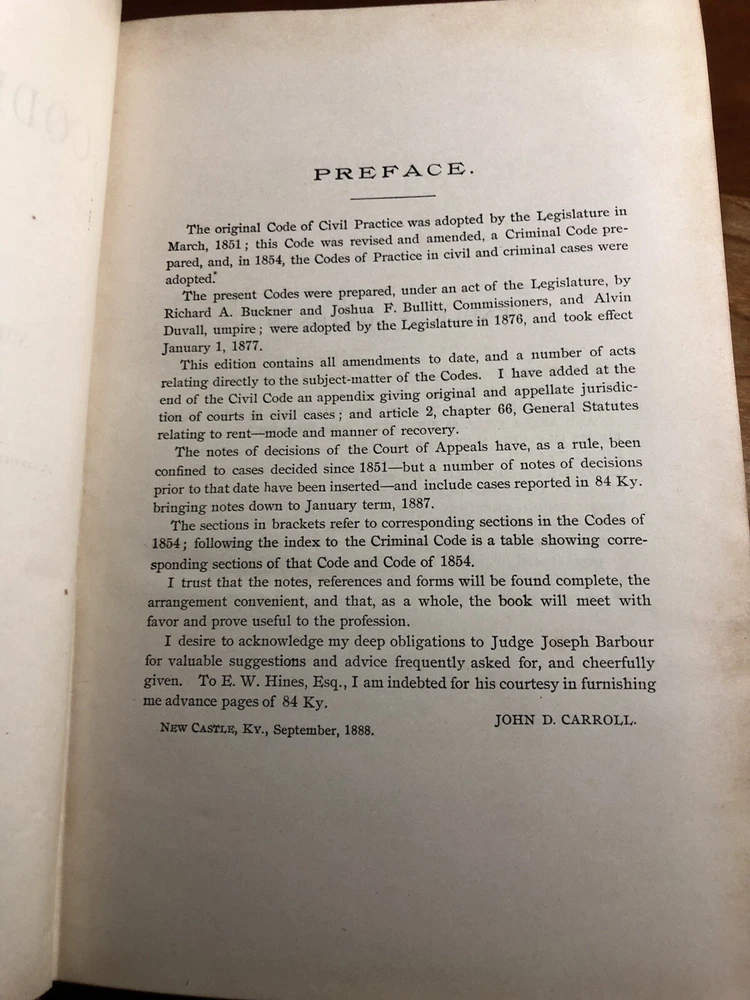 PREFACE.
The original Code of Civil Practice was adopted by the Legislature in
March, 1851; this Code was revised and amended, a Criminal Code pre-
pared, and, in 1854, the Codes of Practice in civil and criminal cases were
adopted.
The present Codes were prepared, under an act of the Legislature, by
Richard A. Buckner and Joshua F. Bullitt, Commissioners, and Alvin
Duvall, umpire; were adopted by the Legislature in 1876, and took effect
January 1, 1877.
This edition contains all amendments to date, and a number of acts
relating directly to the subject-matter of the Codes. I have added at the
end of the Civil Code an appendix giving original and appellate jurisdic-
tion of courts in civil cases; and article 2, chapter 66, General Statutes
relating to rent—mode and manner of recovery.
The notes of decisions of the Court of Appeals have, as a rule, been
confined to cases decided since 1851—but a number of notes of decisions
prior to that date have been inserted—and include cases reported in 84 Ky.
bringing notes down to January term, 1887.
The sections in brackets refer to corresponding sections in the Codes of
1854; following the index to the Criminal Code is a table showing corre-
sponding sections of that Code and Code of 1854.
I trust that the notes, references and forms will be found complete, the
arrangement convenient, and that, as a whole, the book will meet with
favor and prove useful to the profession.
I desire to acknowledge my deep obligations to Judge Joseph Barbour
for valuable suggestions and advice frequently asked for, and cheerfully
given. To E. W. Hines, Esq., I am indebted for his courtesy in furnishing
me advance pages of 84 Ky.
JOHN D. CARROLL.
NEW CASTLE, KY., September, 1888.